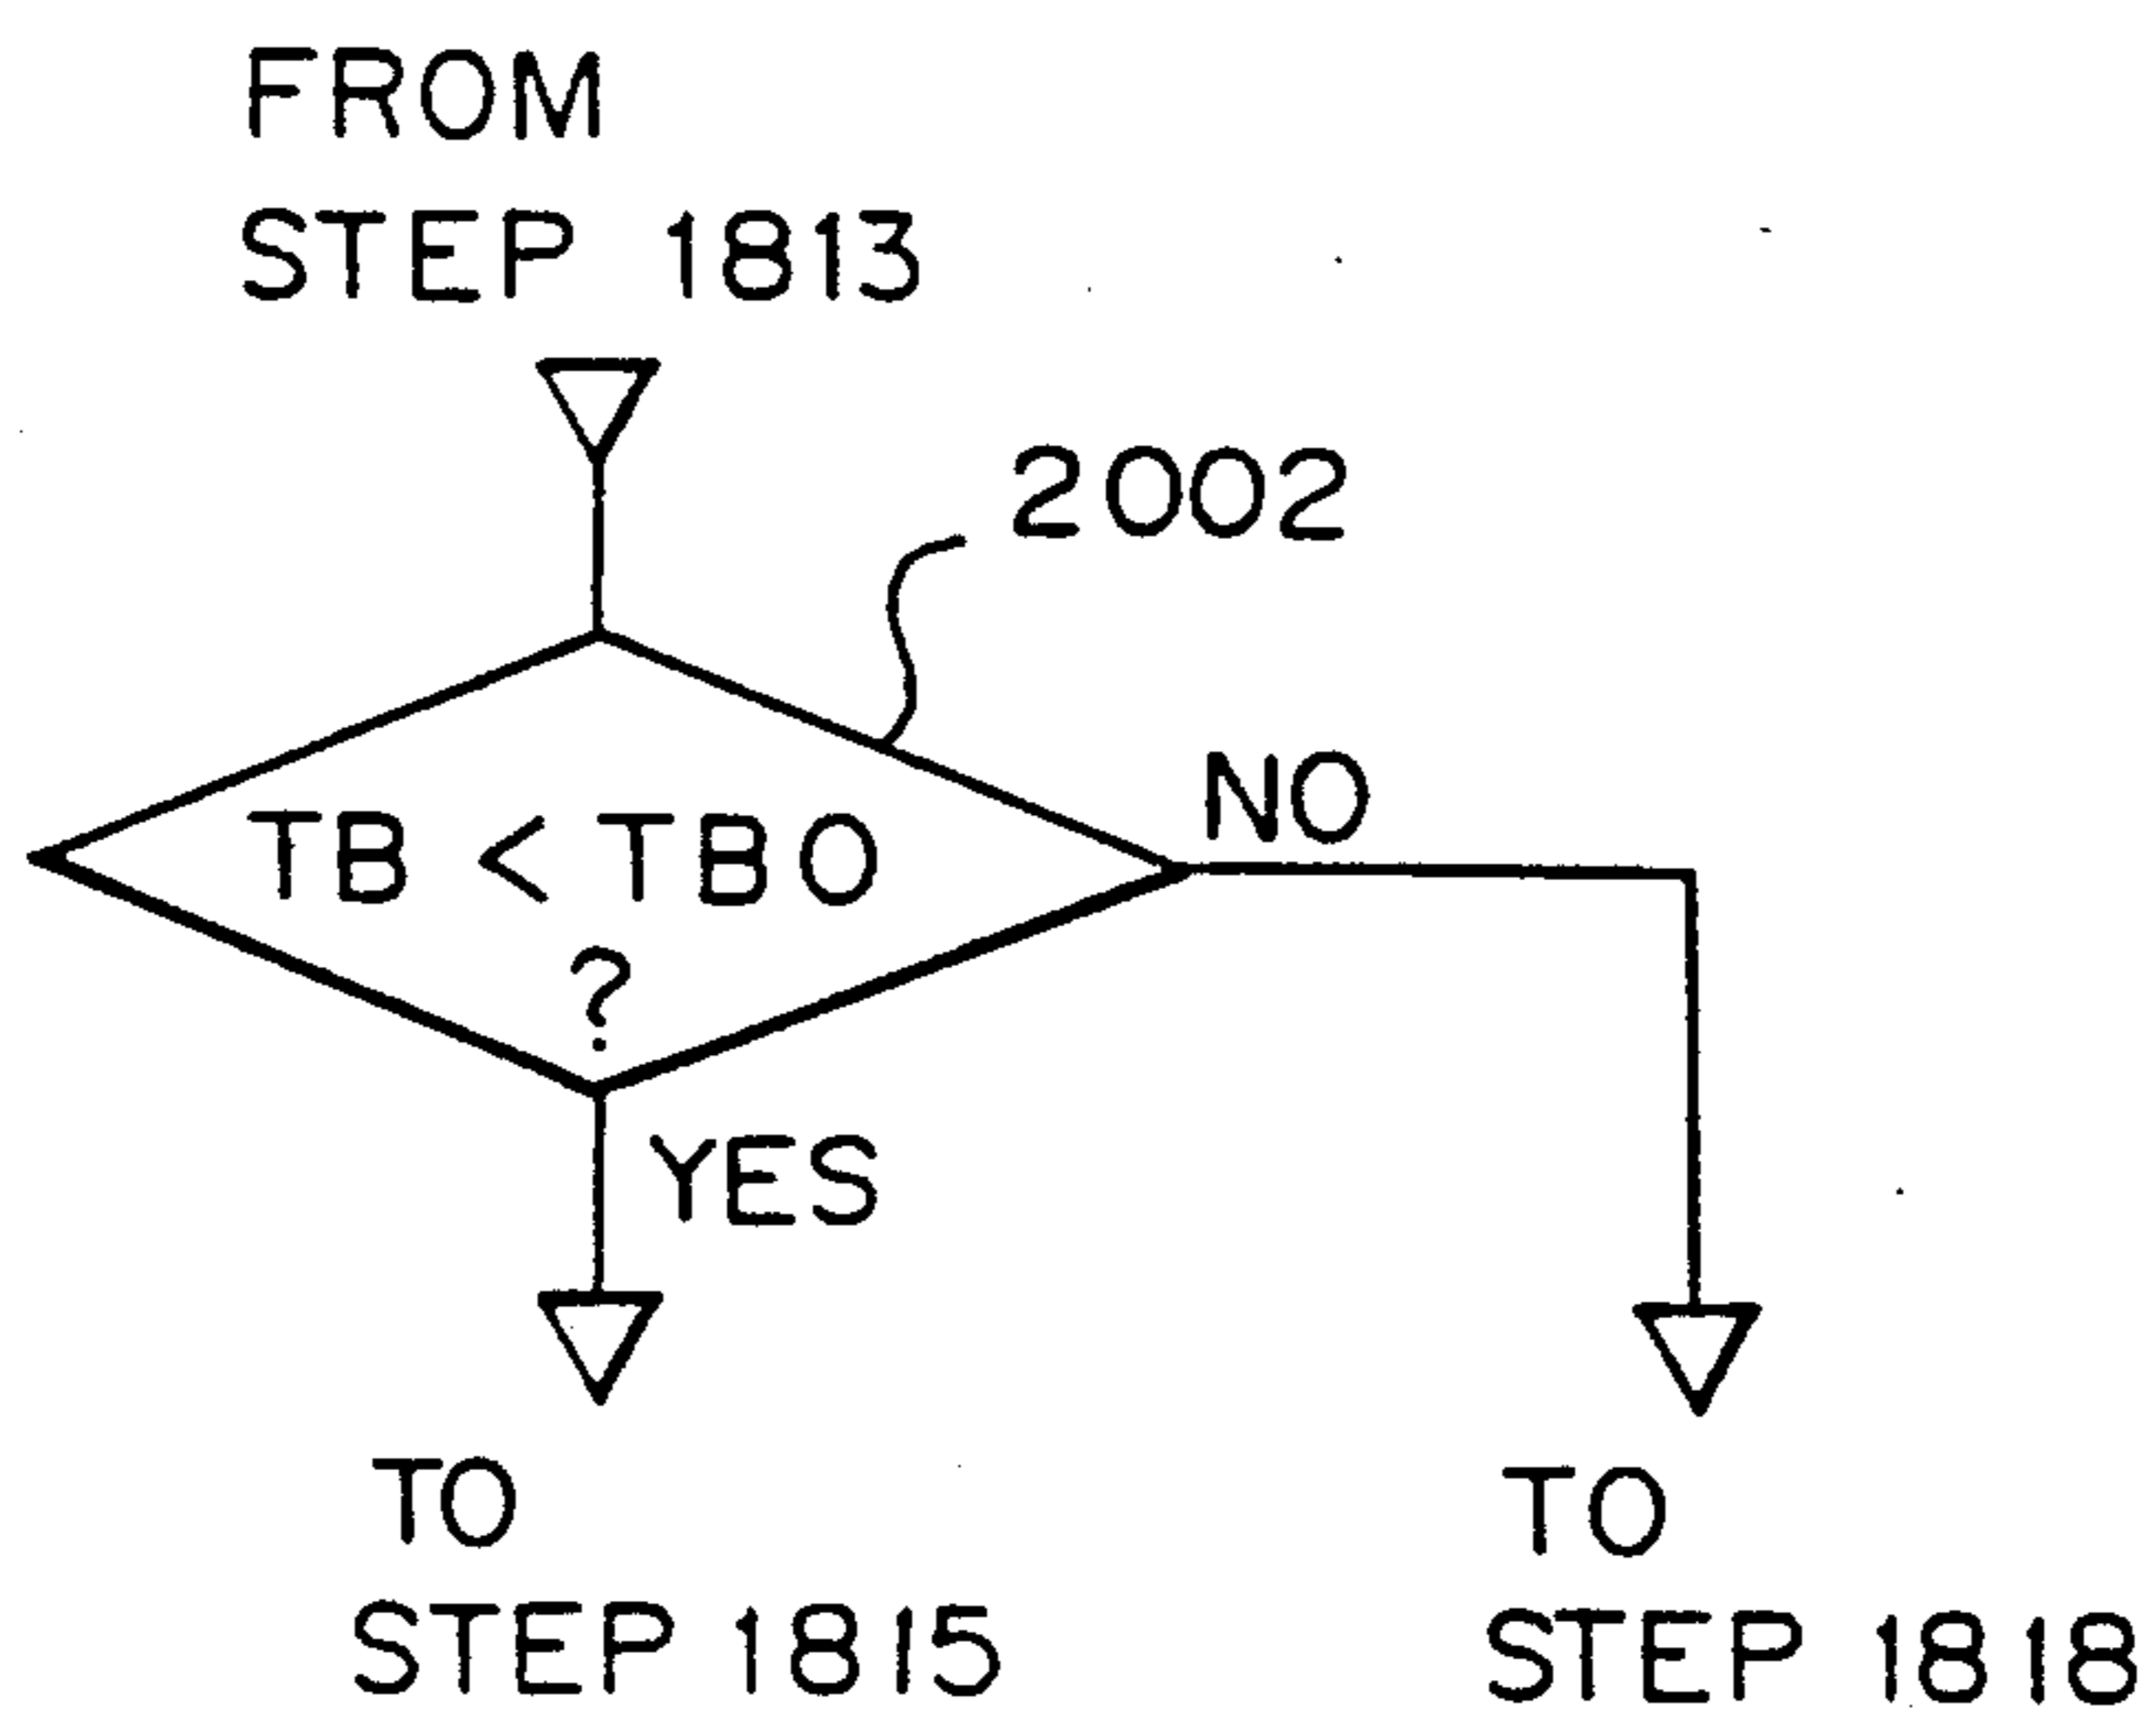 FROM
STEP 1813
2002
TB < TBO
?
NO
YES
TO
STEP 1815
TO
STEP 1818